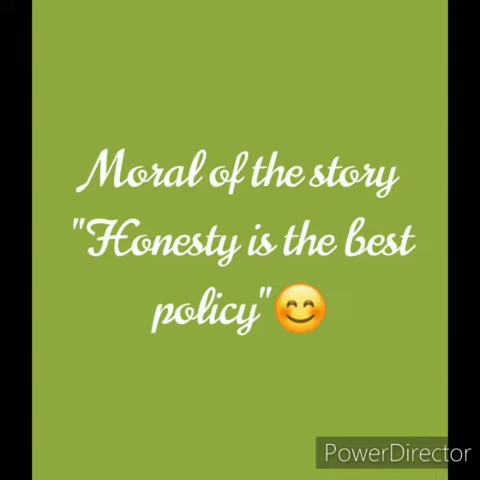 Moral of the story
"Honesty is the best
policy"😊
PowerDirector